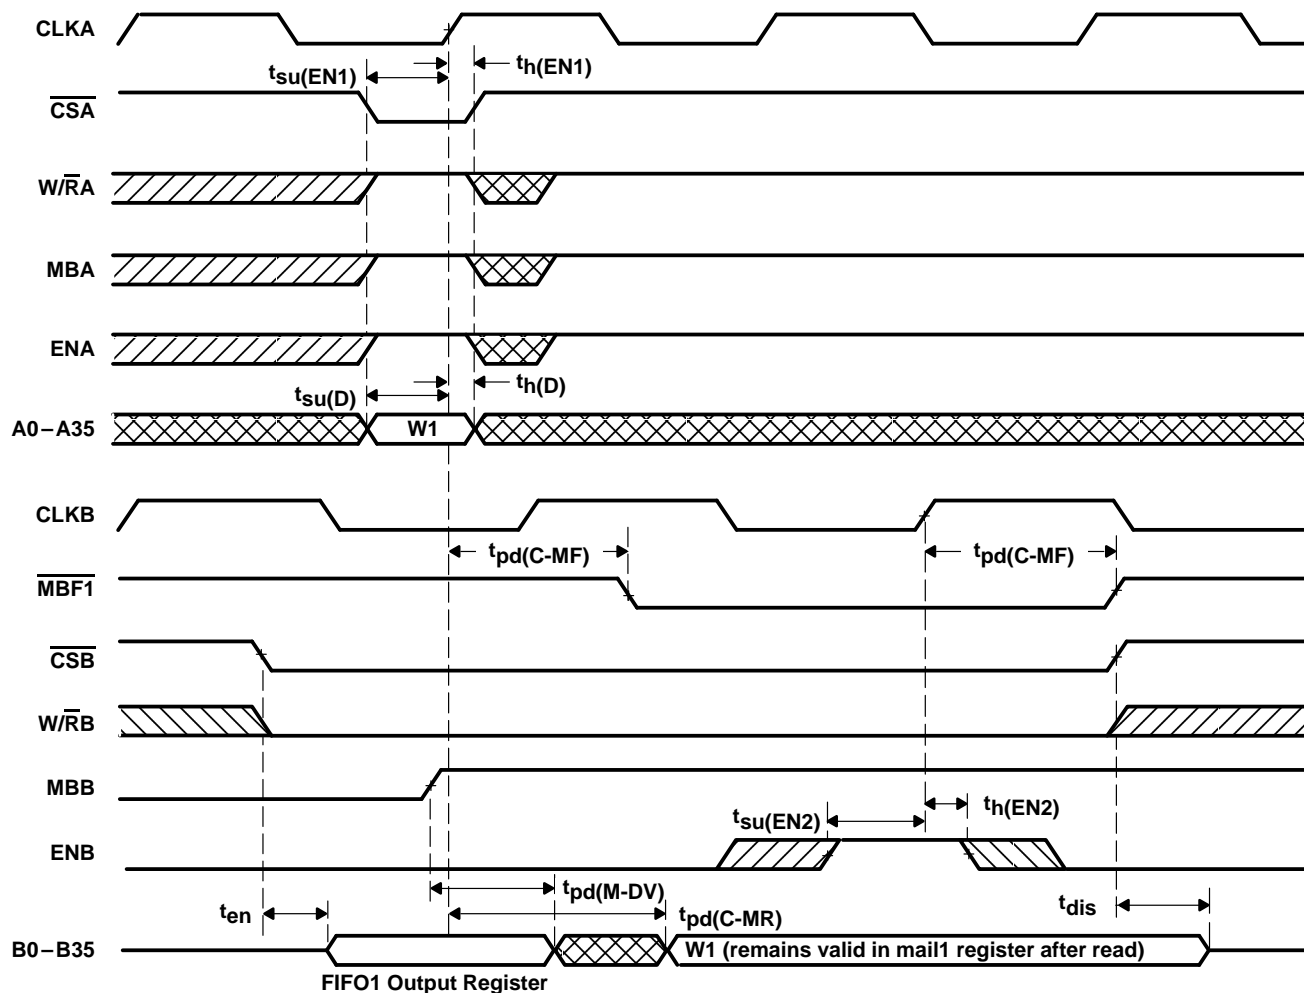 CLKA
tsu(EN1)
th(EN1)
CSA
W/RA
MBA
ENA
tsu(D)
th(D)
A0–A35
W1
CLKB
tpd(C-MF)
tpd(C-MF)
MBF1
CSB
W/RB
MBB
tsu(EN2)
th(EN2)
ENB
ten
tpd(M-DV)
tpd(C-MR)
tdis
B0–B35
W1 (remains valid in mail1 register after read)
FIFO1 Output Register